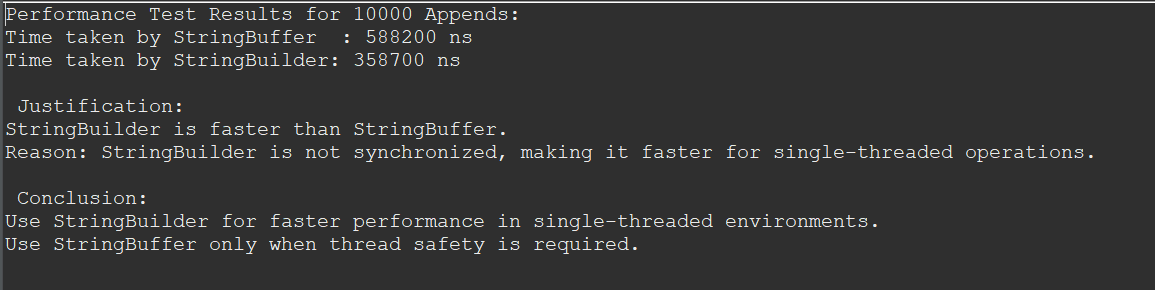 Performance Test Results for 10000 Appends:
Time taken by StringBuffer  : 588200 ns
Time taken by StringBuilder: 358700 ns
Justification:
StringBuilder is faster than StringBuffer.
Reason: StringBuilder is not synchronized, making it faster for single-threaded operations.
Conclusion:
Use StringBuilder for faster performance in single-threaded environments.
Use StringBuffer only when thread safety is required.